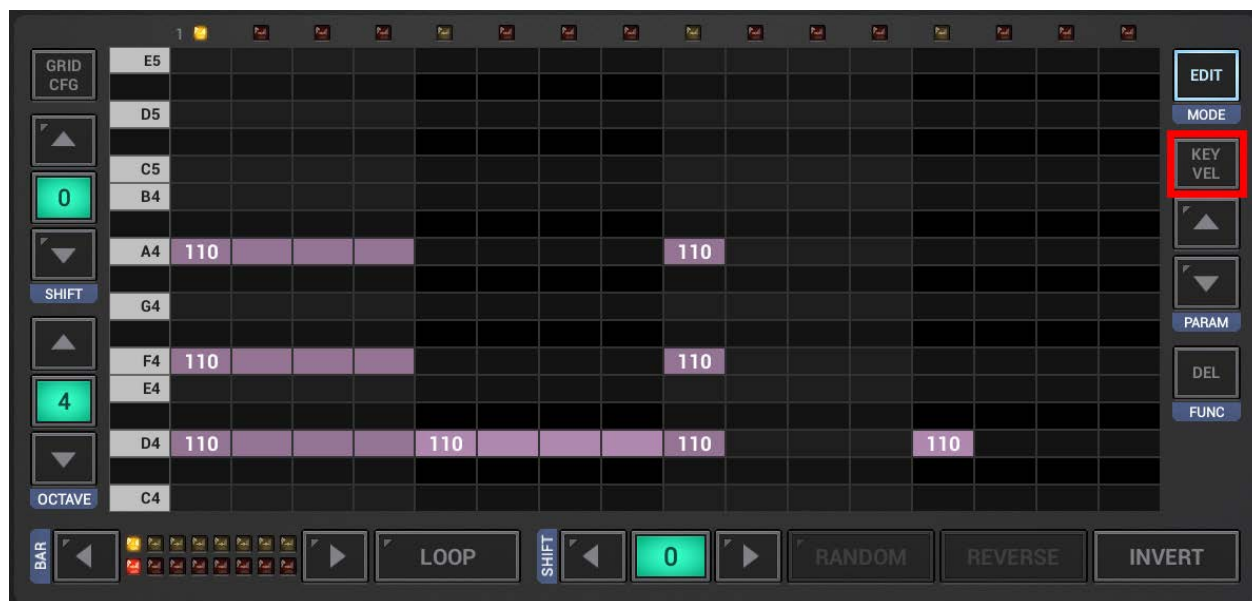 1
GRID
CFG
E5
EDIT
D5
MODE
C5
KEY
VEL
0
B4
A4 110 110
SHIFT
G4
PARAM
F4 110 110
DEL
E4
4
FUNC
D4 110 110 110 110
OCTAVE
C4
BAR
LOOP
SHIFT
0
RANDOM
REVERSE
INVERT